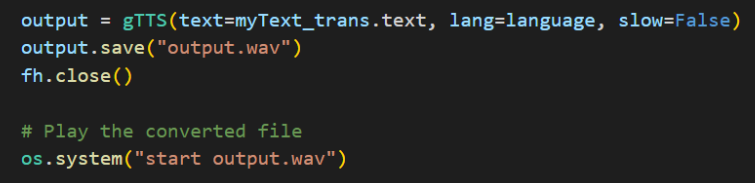 output = gTTS(text=myText_trans.text, lang=language, slow=False)
output.save("output.wav")
fh.close()

# Play the converted file
os.system("start output.wav")